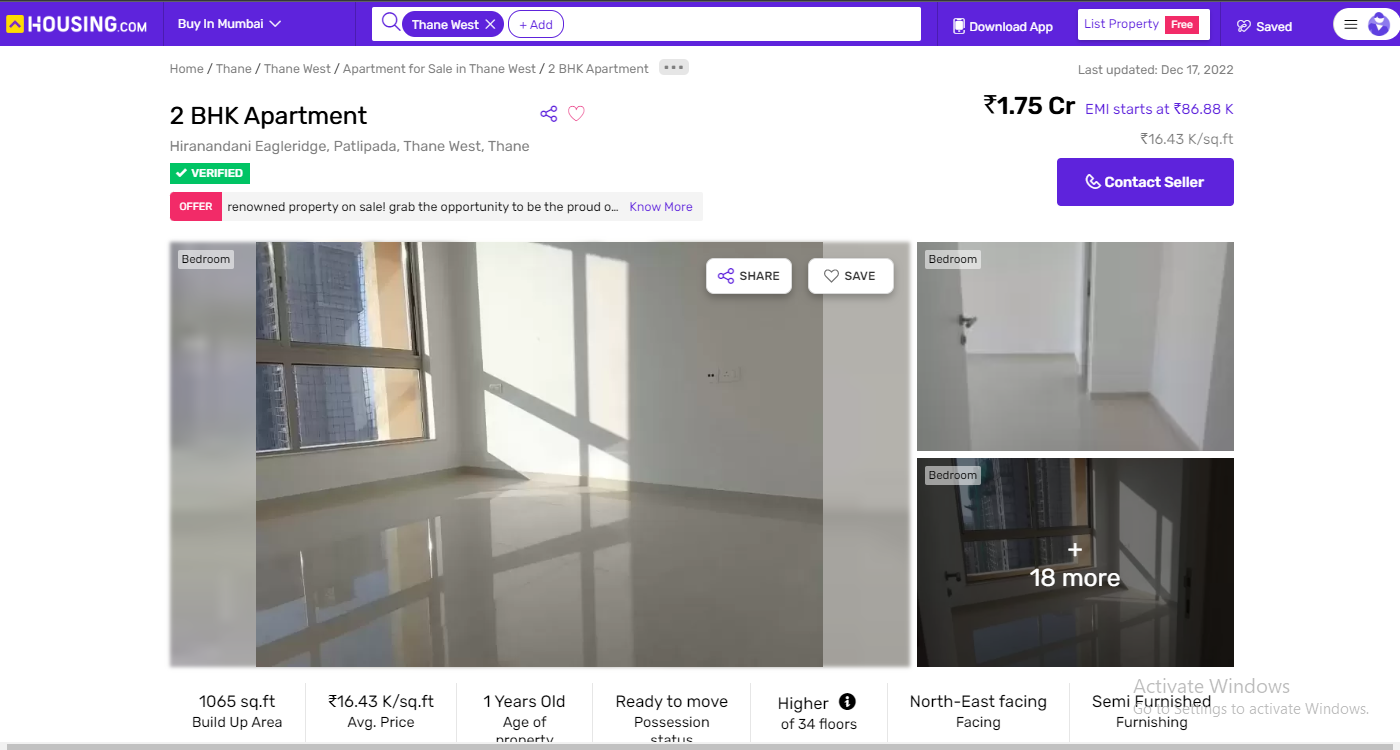 HOUSING.COM
Buy In Mumbai
Thane West
+ Add
Download App
List Property Free
Saved
Home / Thane / Thane West / Apartment for Sale in Thane West / 2 BHK Apartment
Last updated: Dec 17, 2022
2 BHK Apartment
₹1.75 Cr EMI starts at ₹86.88 K
Hiranandani Eagleridge, Patlipada, Thane West, Thane
₹16.43 K/sq.ft
VERIFIED
Contact Seller
OFFER renowned property on sale! grab the opportunity to be the proud o... Know More
Bedroom
SHARE
SAVE
Bedroom
Bedroom
+
18 more
1065 sq.ft
Build Up Area
₹16.43 K/sq.ft
Avg. Price
1 Years Old
Age of
property
Ready to move
Possession
status
Higher
of 34 floors
North-East facing
Facing
Semi Furnished
Furnishing
Activate Windows
Go to Settings to activate Windows.